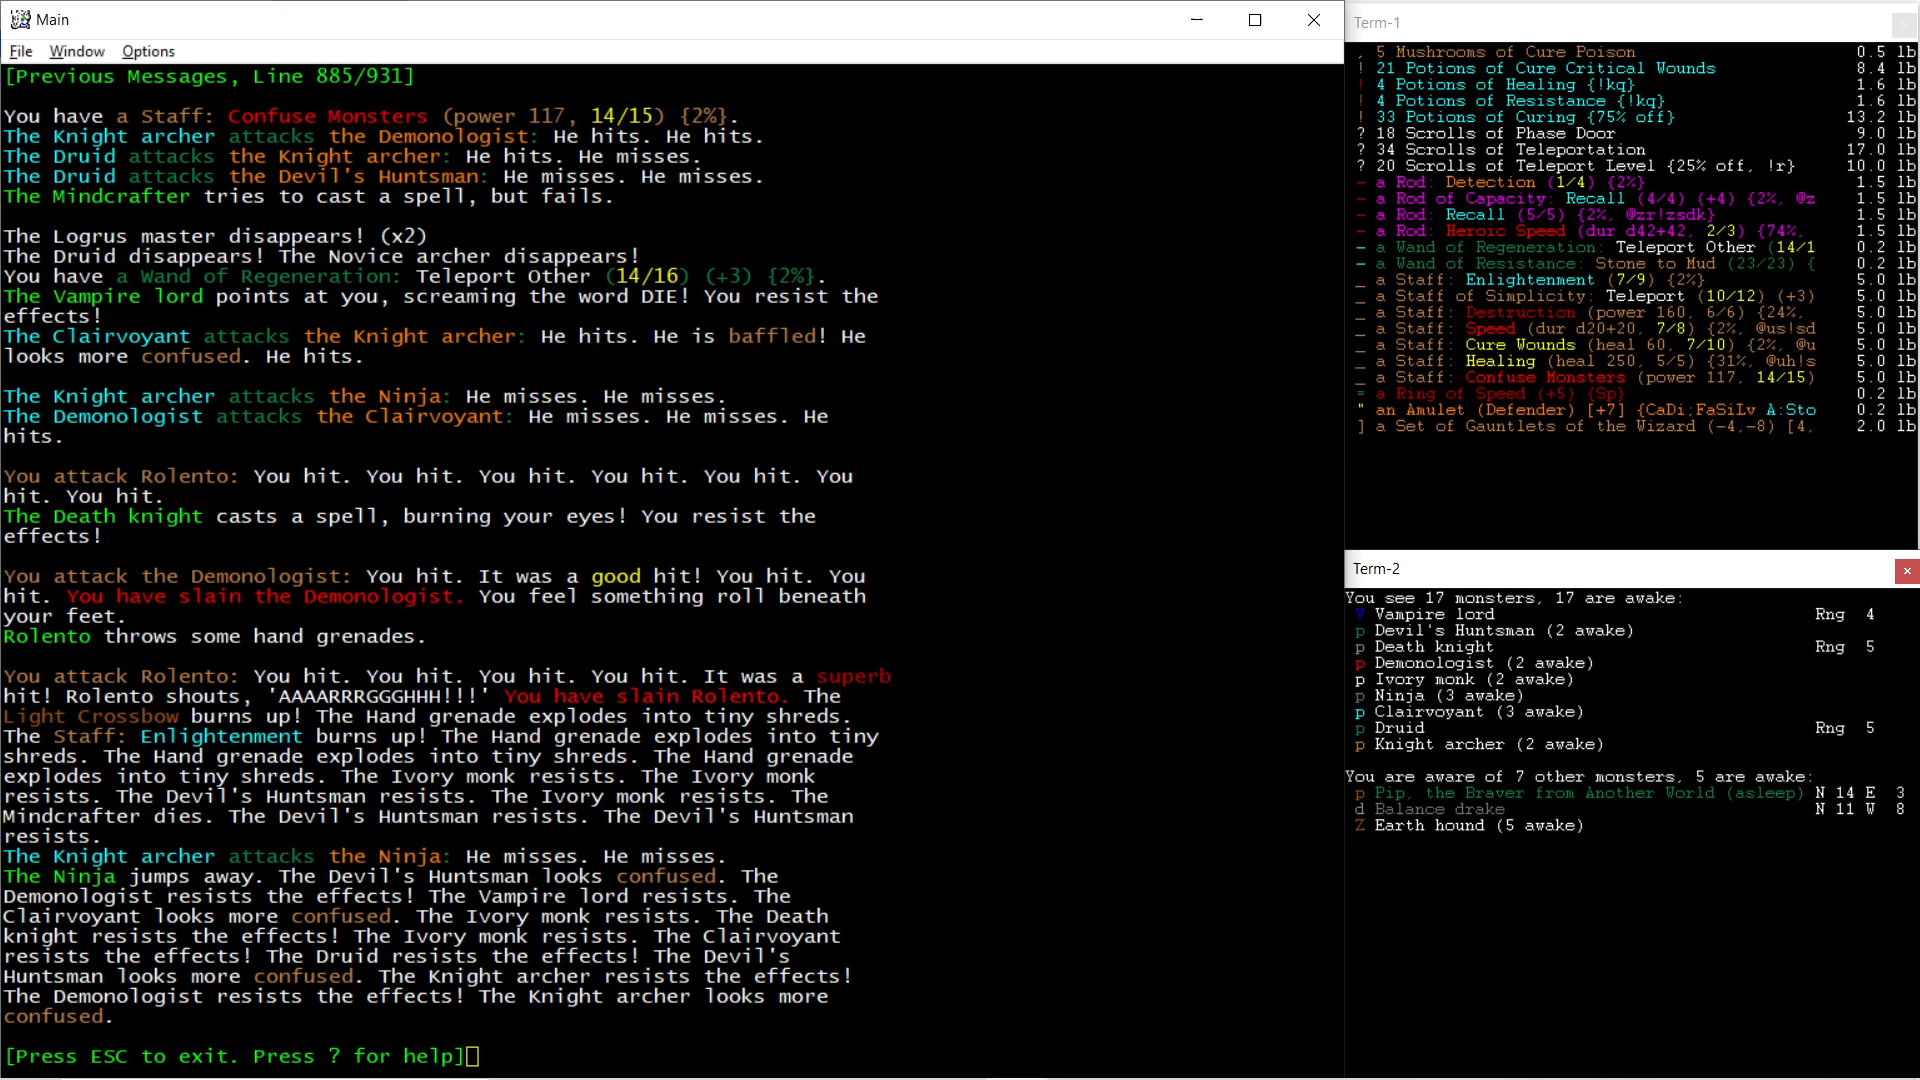 Main
File Window Options
[Previous Messages, Line 885/931]
You have a Staff: Confuse Monsters (power 117, 14/15) {2%}.
The Knight archer attacks the Demonologist: He hits. He hits.
The Druid attacks the Knight archer: He hits. He misses.
The Druid attacks the Devil's Huntsman: He misses. He misses.
The Mindcrafter tries to cast a spell, but fails.
The Logrus master disappears! (x2)
The Druid disappears! The Novice archer disappears!
You have a Wand of Regeneration: Teleport Other (14/16) (+3) {2%}.
The Vampire lord points at you, screaming the word DIE! You resist the
effects!
The Clairvoyant attacks the Knight archer: He hits. He is baffled! He
looks more confused. He hits.
The Knight archer attacks the Ninja: He misses. He misses.
The Demonologist attacks the Clairvoyant: He misses. He misses. He
hits.
You attack Rolento: You hit. You hit. You hit. You hit. You hit. You
hit. You hit.
The Death knight casts a spell, burning your eyes! You resist the
effects!
You attack the Demonologist: You hit. It was a good hit! You hit. You
hit. You have slain the Demonologist. You feel something roll beneath
your feet.
Rolento throws some hand grenades.
You attack Rolento: You hit. You hit. You hit. You hit. It was a superb
hit! Rolento shouts, 'AAAARRRGGGHHH!!!' You have slain Rolento. The
Light Crossbow burns up! The Hand grenade explodes into tiny shreds.
The Staff: Enlightenment burns up! The Hand grenade explodes into tiny
shreds. The Hand grenade explodes into tiny shreds. The Hand grenade
explodes into tiny shreds. The Ivory monk resists. The Ivory monk
resists. The Devil's Huntsman resists. The Ivory monk resists. The
Mindcrafter dies. The Devil's Huntsman resists. The Devil's Huntsman
resists.
The Knight archer attacks the Ninja: He misses. He misses.
The Ninja jumps away. The Devil's Huntsman looks confused. The
Demonologist resists the effects! The Vampire lord resists. The
Clairvoyant looks more confused. The Ivory monk resists. The Death
knight resists the effects! The Ivory monk resists. The Clairvoyant
resists the effects! The Druid resists the effects! The Devil's
Huntsman looks more confused. The Knight archer resists the effects!
The Demonologist resists the effects! The Knight archer looks more
confused.
[Press ESC to exit. Press ? for help]
Term-1
, 5 Mushrooms of Cure Poison 0.5 lb
! 21 Potions of Cure Critical Wounds 8.4 lb
! 4 Potions of Healing {!kq} 1.6 lb
! 4 Potions of Resistance {!kq} 1.6 lb
! 33 Potions of Curing {75% off} 13.2 lb
? 18 Scrolls of Phase Door 9.0 lb
? 34 Scrolls of Teleportation 17.0 lb
? 20 Scrolls of Teleport Level {25% off, !r} 10.0 lb
- a Rod: Detection (1/4) {2%} 1.5 lb
- a Rod of Capacity: Recall (4/4) (+4) {2%, @z 1.5 lb
- a Rod: Recall (5/5) {2%, @zr!zsdk} 1.5 lb
- a Rod: Heroic Speed (dur d42+42, 2/3) {74%, 1.5 lb
- a Wand of Regeneration: Teleport Other (14/1 0.2 lb
- a Wand of Resistance: Stone to Mud (23/23) { 0.2 lb
_ a Staff: Enlightenment (7/9) {2%} 5.0 lb
_ a Staff of Simplicity: Teleport (10/12) (+3) 5.0 lb
_ a Staff: Destruction (power 160, 6/6) {24%, 5.0 lb
_ a Staff: Speed (dur d20+20, 7/8) {2%, @us!sd 5.0 lb
_ a Staff: Cure Wounds (heal 60, 7/10) {2%, @u 5.0 lb
_ a Staff: Healing (heal 250, 5/5) {31%, @uh!s 5.0 lb
_ a Staff: Confuse Monsters (power 117, 14/15) 5.0 lb
= a Ring of Speed (+5) {Sp} 0.2 lb
" an Amulet (Defender) [+7] {CaDi;FaSiLv A:Sto 0.2 lb
] a Set of Gauntlets of the Wizard (-4,-8) [4, 2.0 lb
Term-2
You see 17 monsters, 17 are awake:
V Vampire lord Rng 4
p Devil's Huntsman (2 awake)
p Death knight Rng 5
p Demonologist (2 awake)
p Ivory monk (2 awake)
p Ninja (3 awake)
p Clairvoyant (3 awake)
p Druid Rng 5
p Knight archer (2 awake)
You are aware of 7 other monsters, 5 are awake:
p Pip, the Braver from Another World (asleep) N 14 E 3
d Balance drake N 11 W 8
Z Earth hound (5 awake)